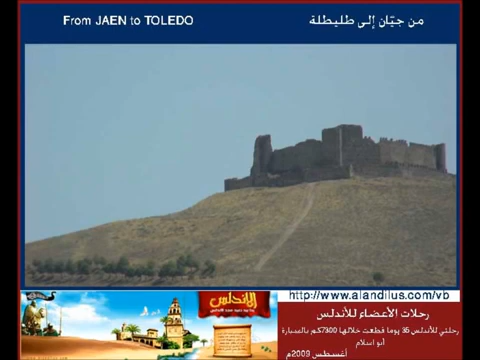 From JAEN to TOLEDO
من جيّان إلى طليطلة
http://www.alandilus.com/vb
الأندلس
رحلات الأعضاء للأندلس
رحلتي للأندلس 35 يوما قطعت خلالها 7300كم بالسيارة
أبو اسلام
أغسطس 2009م